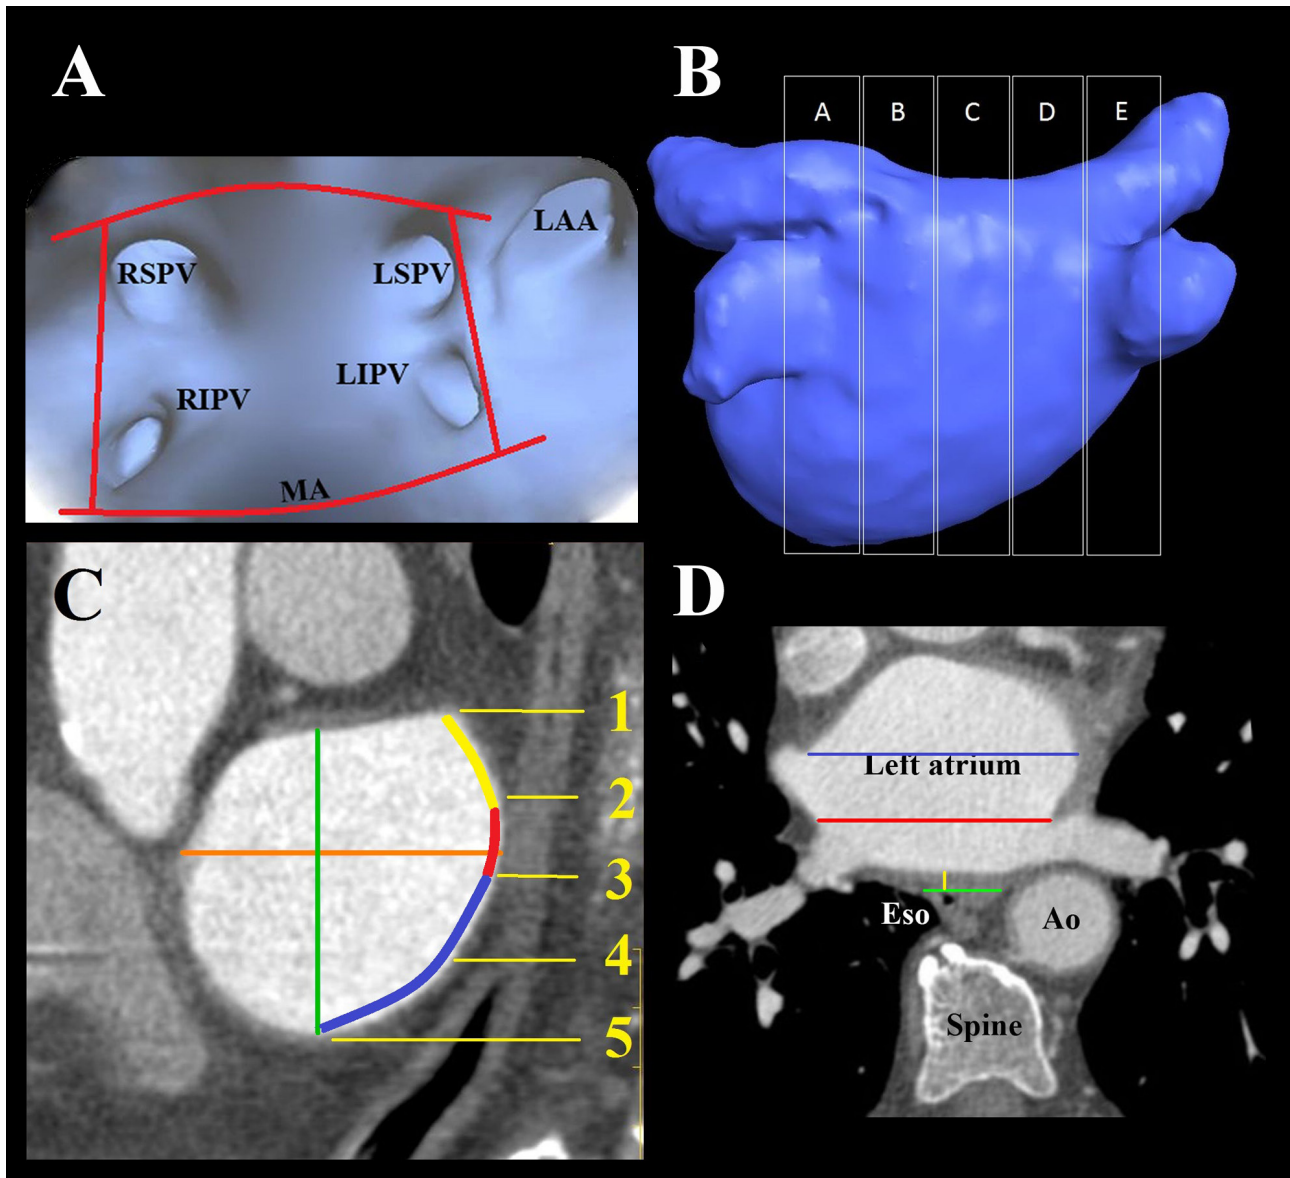 A
LAA
RSPV
LSPV
LIPV
RIPV
MA
B
A B C D E
C
1
2
3
4
5
D
Left atrium
Eso
Ao
Spine